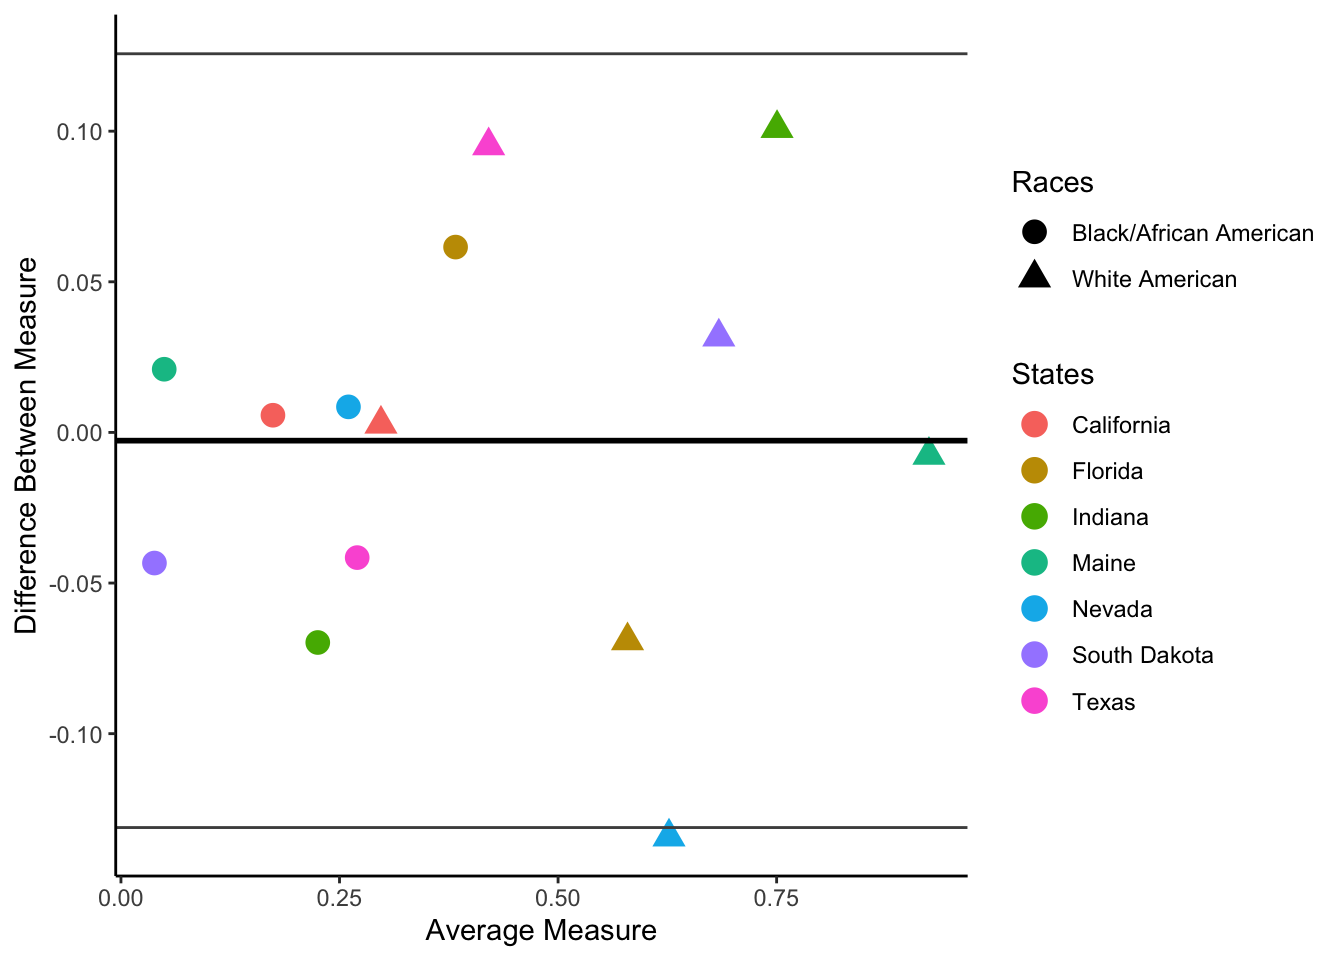 0.10
0.05
0.00
-0.05
-0.10
Difference Between Measure
0.00
0.25
0.50
0.75
Average Measure
Races
Black/African American
White American
States
California
Florida
Indiana
Maine
Nevada
South Dakota
Texas